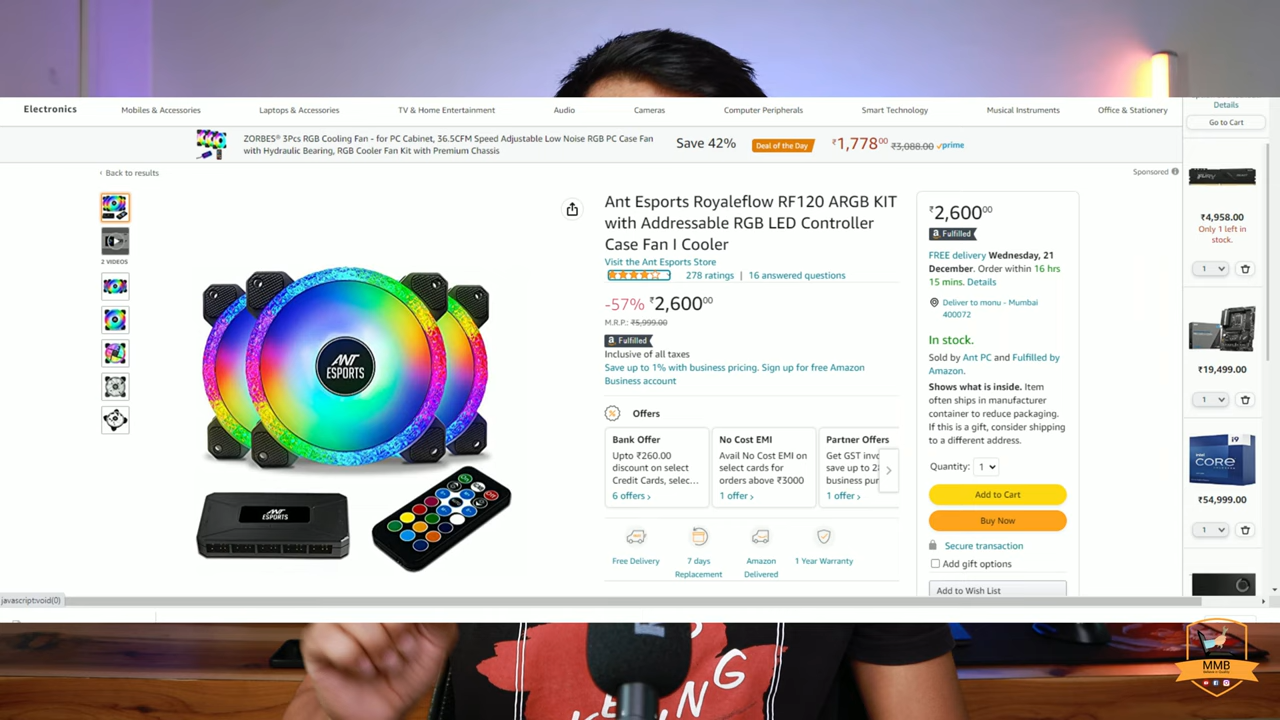 Electronics
Mobiles & Accessories
Laptops & Accessories
TV & Home Entertainment
Audio
Cameras
Computer Peripherals
Smart Technology
Musical Instruments
Office & Stationery
Details
Go to Cart
ZORBES® 3Pcs RGB Cooling Fan - for PC Cabinet, 36.5CFM Speed Adjustable Low Noise RGB PC Case Fan
with Hydraulic Bearing, RGB Cooler Fan Kit with Premium Chassis
Save 42%
Deal of the Day
₹1,778⁰⁰
₹3,088.00
prime
‹ Back to results
Sponsored
2 VIDEOS
ANT
ESPORTS
ANT
ESPORTS
Ant Esports Royaleflow RF120 ARGB KIT
with Addressable RGB LED Controller
Case Fan I Cooler
Visit the Ant Esports Store
278 ratings | 16 answered questions
-57% ₹2,600⁰⁰
M.R.P.: ₹5,999.00
Fulfilled
Inclusive of all taxes
Save up to 1% with business pricing. Sign up for free Amazon
Business account
Offers
Bank Offer
Upto ₹260.00
discount on select
Credit Cards, selec...
6 offers ›
No Cost EMI
Avail No Cost EMI on
select cards for
orders above ₹3000
1 offer ›
Partner Offers
Get GST invo
save up to 28
business pur
1 offer ›
Free Delivery
7 days
Replacement
Amazon
Delivered
1 Year Warranty
₹2,600⁰⁰
a Fulfilled
FREE delivery Wednesday, 21
December. Order within 16 hrs
15 mins. Details
Deliver to monu - Mumbai
400072
In stock.
Sold by Ant PC and Fulfilled by
Amazon.
Shows what is inside. Item
often ships in manufacturer
container to reduce packaging.
If this is a gift, consider shipping
to a different address.
Quantity: 1
Add to Cart
Buy Now
Secure transaction
Add gift options
Add to Wish List
₹4,958.00
Only 1 left in
stock.
1
₹19,499.00
1
i9
CORE
₹54,999.00
1
javascript:void(0)
MMB